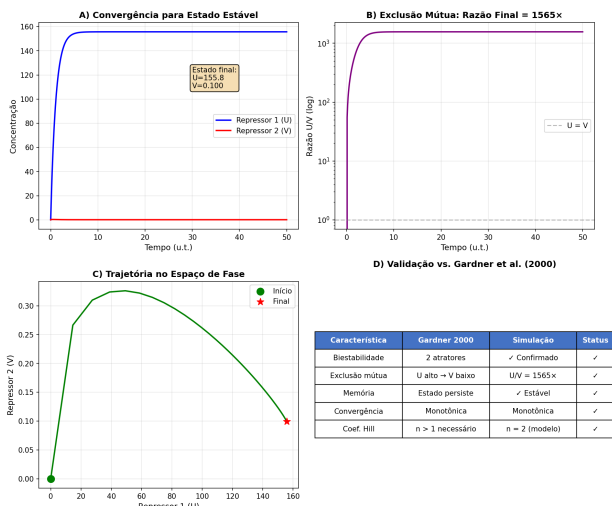 A) Convergência para Estado Estável
160
140
120
100
80
60
40
20
0
Concentração
Estado final:
U=155.8
V=0.100
Repressor 1 (U)
Repressor 2 (V)
0
10
20
30
40
50
Tempo (u.t.)
B) Exclusão Mútua: Razão Final = 1565×
10³
10²
10¹
10⁰
Razão U/V (log)
U = V
0
10
20
30
40
50
Tempo (u.t.)
C) Trajetória no Espaço de Fase
Início
Final
0.30
0.25
0.20
0.15
0.10
0.05
0.00
Repressor 2 (V)
0
20
40
60
80
100
120
140
160
Repressor 1 (U)
D) Validação vs. Gardner et al. (2000)
Característica Gardner 2000 Simulação Status
Biestabilidade 2 atratores ✓ Confirmado ✓
Exclusão mútua U alto → V baixo U/V = 1565× ✓
Memória Estado persiste ✓ Estável ✓
Convergência Monotônica Monotônica ✓
Coef. Hill n > 1 necessário n = 2 (modelo) ✓